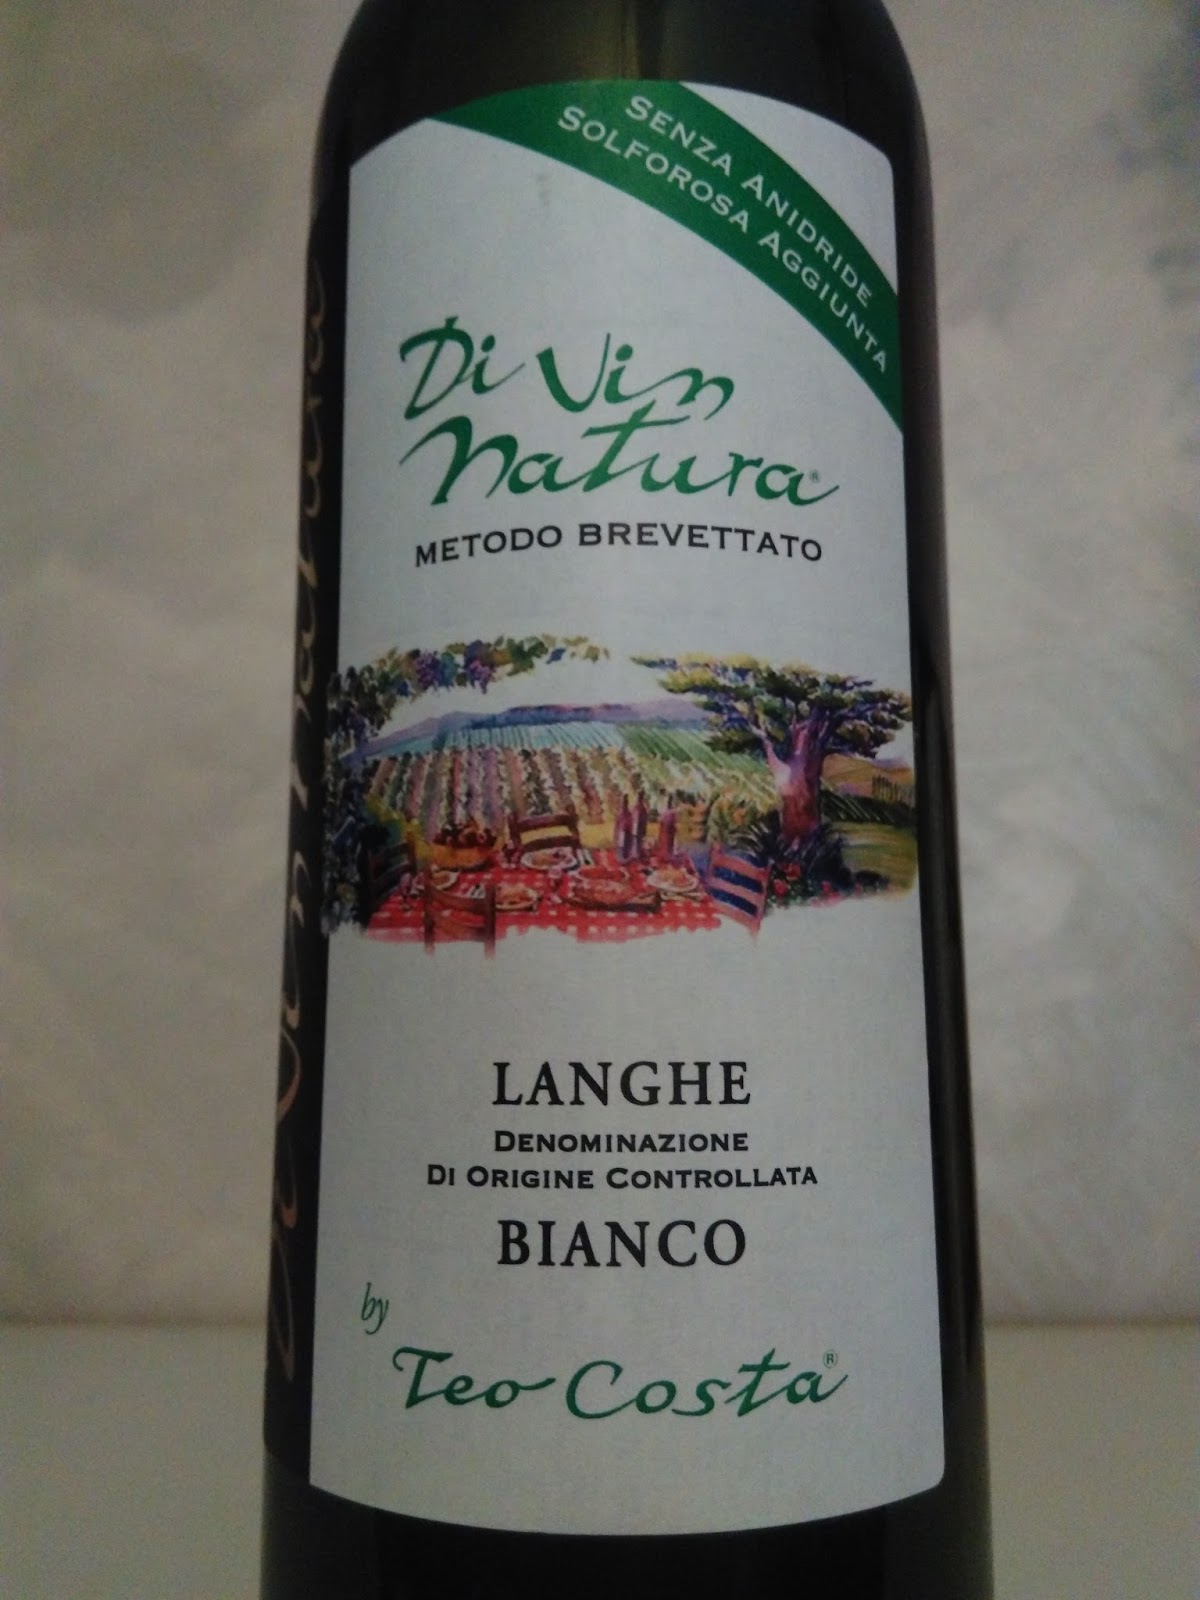 SENZA ANIDRIDE
SOLFOROSA AGGIUNTA
Di Vin
Natura®
METODO BREVETTATO
LANGHE
DENOMINAZIONE
DI ORIGINE CONTROLLATA
BIANCO
by
Teo Costa®